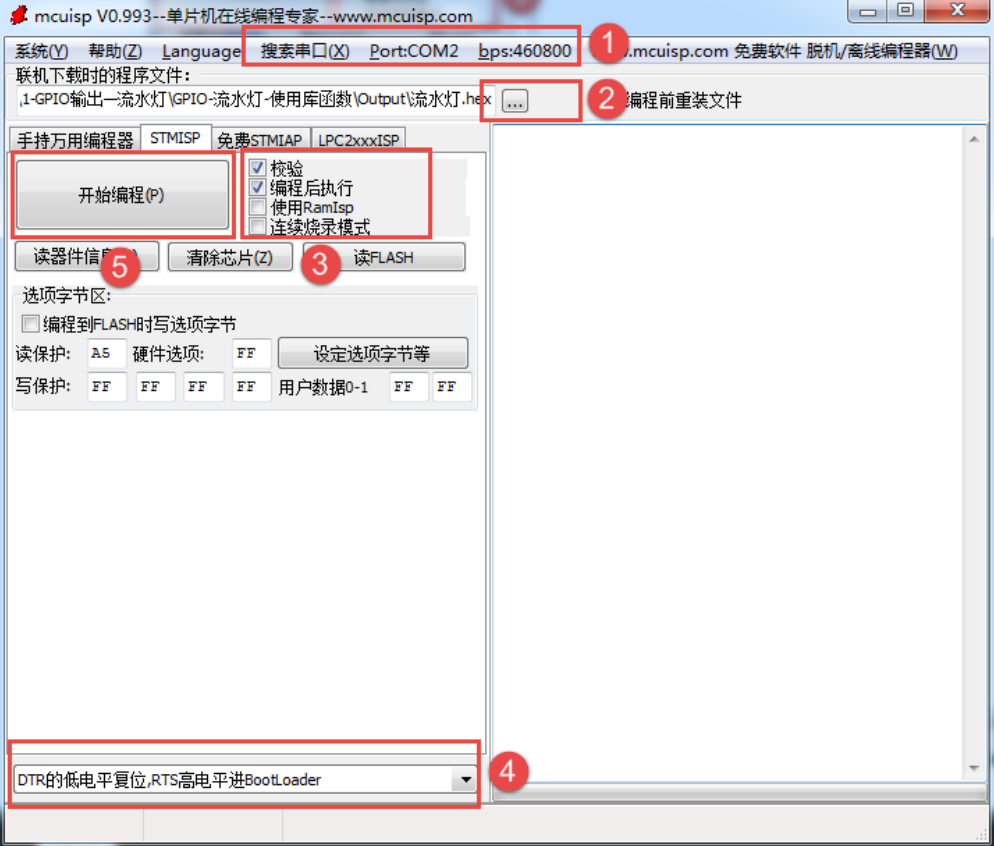 mcuisp V0.993--单片机在线编程专家--www.mcuisp.com
系统(Y) 帮助(Z) Language 搜索串口(X) Port:COM2 bps:460800 1 .mcuisp.com 免费软件 脱机/离线编程器(W)
联机下载时的程序文件:
1-GPIO输出—流水灯\GPIO-流水灯-使用库函数\Output\流水灯.hex ... 2 编程前重装文件
手持万用编程器 STMISP 免费STMIAP LPC2xxxISP
开始编程(P)
校验
编程后执行
使用RamIsp
连续烧录模式
读器件信 5 清除芯片(Z) 3 读FLASH
选项字节区:
编程到FLASH时写选项字节
读保护: A5 硬件选项: FF 设定选项字节等
写保护: FF FF FF FF 用户数据0-1 FF FF
DTR的低电平复位,RTS高电平进BootLoader 4